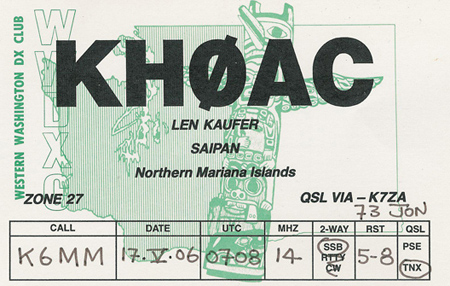 WESTERN WASHINGTON DX CLUB
WWDXC
KHØAC
LEN KAUFER
SAIPAN
Northern Mariana Islands
ZONE 27
QSL VIA – K7ZA
73 JON
CALL DATE UTC MHZ 2-WAY RST QSL
K6MM 17.V.06 0708 14 SSB RTTY CW 5-8 PSE TNX